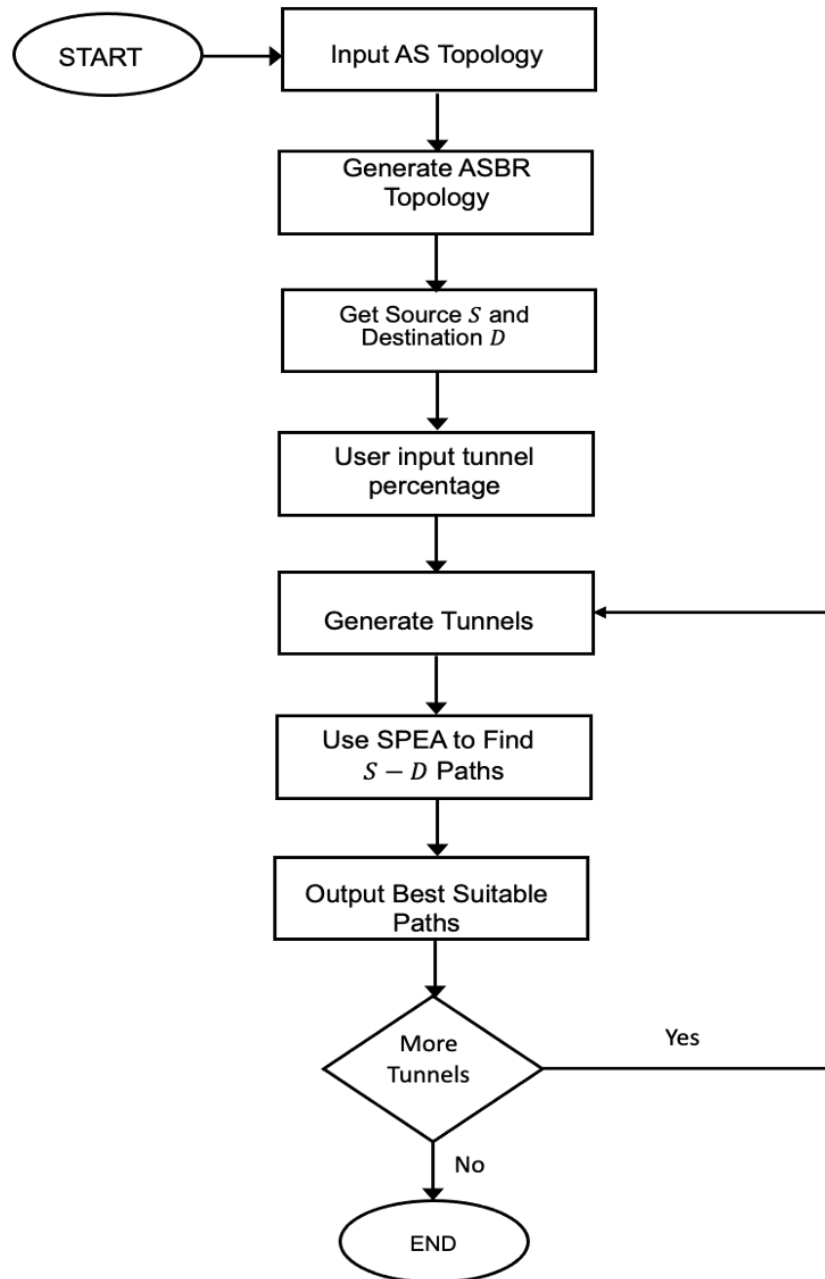 START
Input AS Topology
Generate ASBR
Topology
Get Source S and
Destination D
User input tunnel
percentage
Generate Tunnels
Use SPEA to Find
S − D Paths
Output Best Suitable
Paths
More
Tunnels
Yes
No
END